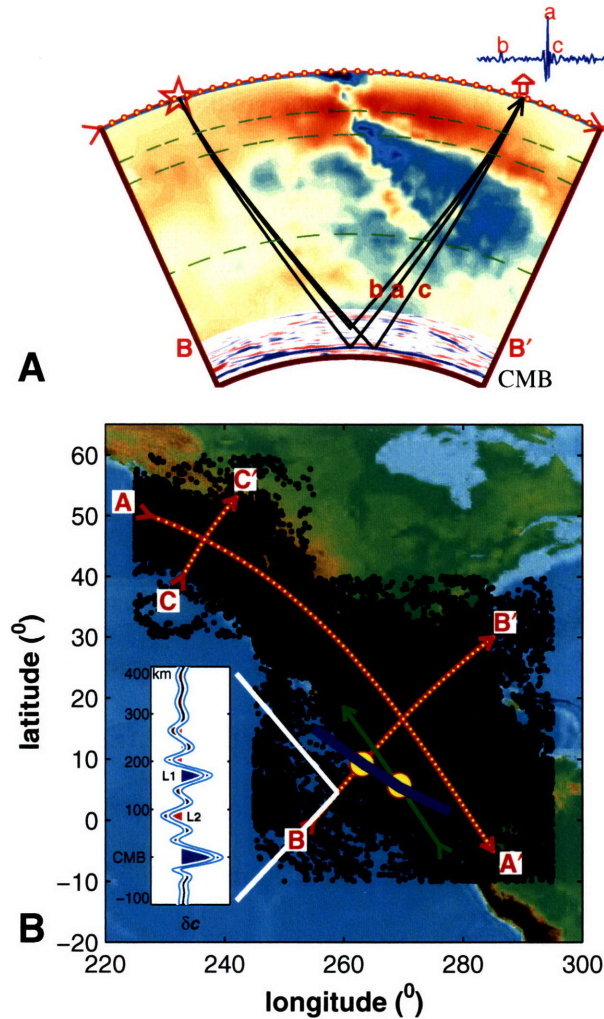 a
b
c
b a c
B
B′
CMB
A
60
50
40
30
20
10
0
−10
−20
latitude (⁰)
A
C′
C
B′
B
A′
400
km
300
200
100
CMB
−100
L1
L2
δc
B
220
240
260
280
300
longitude (⁰)